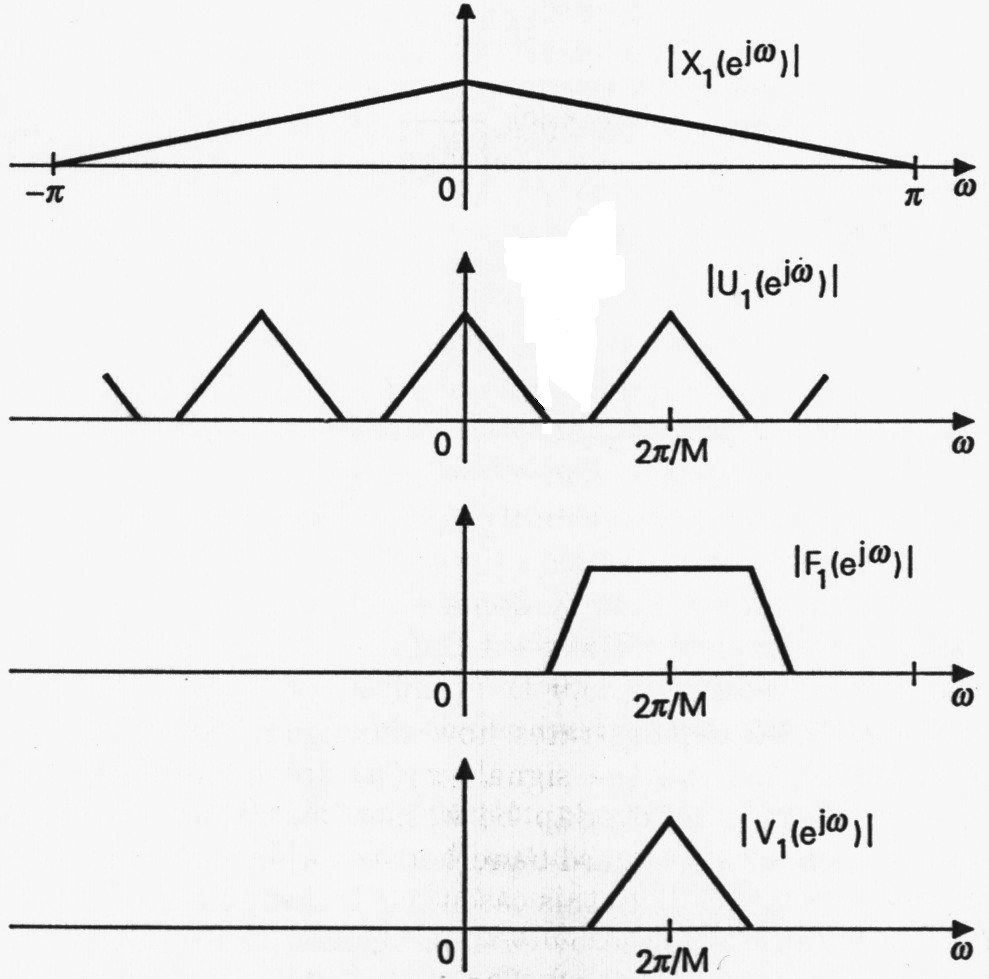 |X₁(e^jω)|
−π 0 π ω
|U₁(e^jω)|
0 2π/M ω
|F₁(e^jω)|
0 2π/M ω
|V₁(e^jω)|
0 2π/M ω